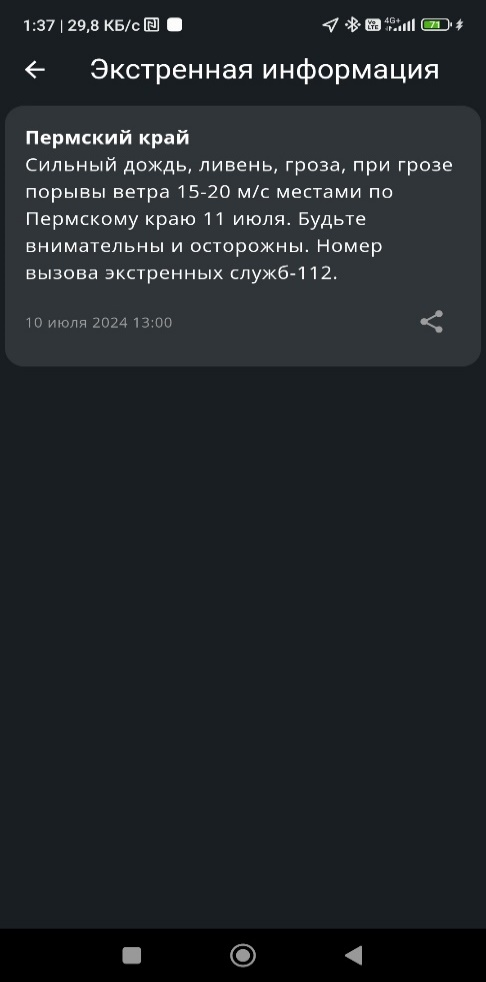 1:37 | 29,8 КБ/с
4G+
71
Экстренная информация
Пермский край
Сильный дождь, ливень, гроза, при грозе
порывы ветра 15-20 м/с местами по
Пермскому краю 11 июля. Будьте
внимательны и осторожны. Номер
вызова экстренных служб-112.
10 июля 2024 13:00